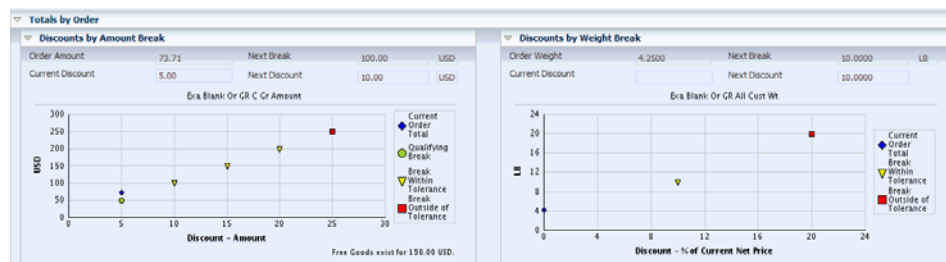 Totals by Order
Discounts by Amount Break
Order Amount 73.71 Next Break 100.00 USD
Current Discount 5.00 Next Discount 10.00 USD
Exa Blank Or GR C Gr Amount
300
250
200
150
100
50
0
USD
0 5 10 15 20 25 30
Discount - Amount
Current Order Total
Qualifying Break
Break Within Tolerance
Break Outside of Tolerance
Free Goods exist for 150.00 USD.
Discounts by Weight Break
Order Weight 4.2500 Next Break 10.0000 LB
Current Discount Next Discount 10.0000
Exa Blank Or GR All Cust Wt
24
20
16
12
8
4
0
LB
0 4 8 12 16 20 24
Discount - % of Current Net Price
Current Order Total
Break Within Tolerance
Break Outside of Tolerance